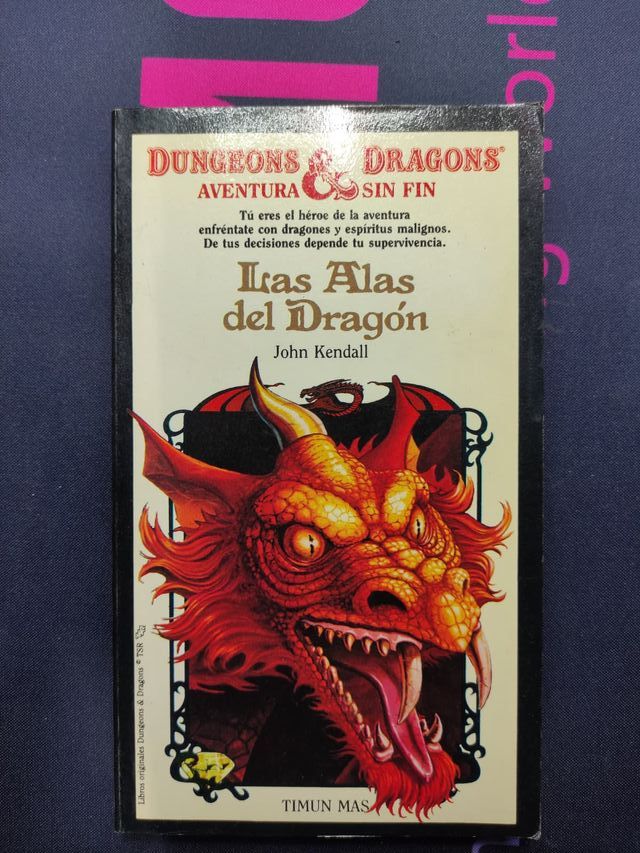 DUNGEONS & DRAGONS®
AVENTURA SIN FIN
Tú eres el héroe de la aventura
enfréntate con dragones y espíritus malignos.
De tus decisiones depende tu supervivencia.
Las Alas
del Dragón
John Kendall
Libros originales Dungeons & Dragons © TSR
TIMUN MAS